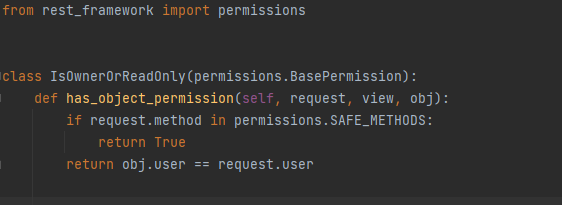 from rest_framework import permissions
class IsOwnerOrReadOnly(permissions.BasePermission):
def has_object_permission(self, request, view, obj):
if request.method in permissions.SAFE_METHODS:
return True
return obj.user == request.user